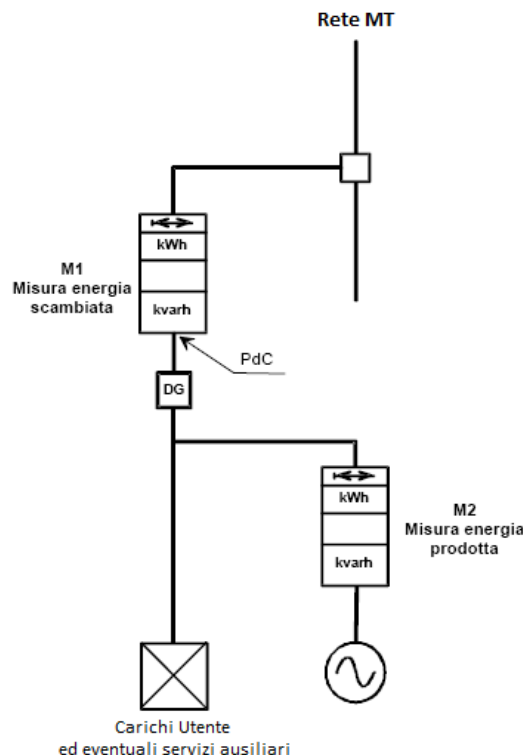 Rete MT
kWh
kvarh
M1
Misura energia
scambiata
PdC
DG
kWh
kvarh
M2
Misura energia
prodotta
Carichi Utente
ed eventuali servizi ausiliari